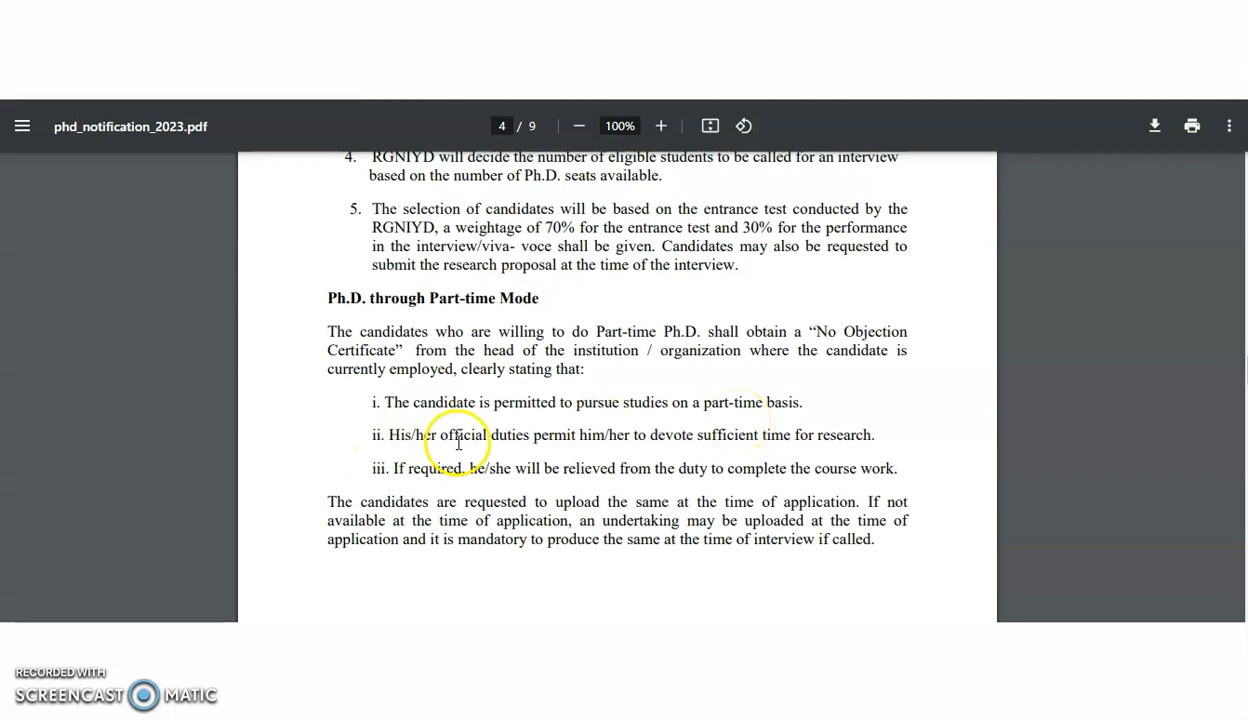 phd_notification_2023.pdf
4 / 9
100%
4. RGNIYD will decide the number of eligible students to be called for an interview
based on the number of Ph.D. seats available.
5. The selection of candidates will be based on the entrance test conducted by the
RGNIYD, a weightage of 70% for the entrance test and 30% for the performance
in the interview/viva- voce shall be given. Candidates may also be requested to
submit the research proposal at the time of the interview.
Ph.D. through Part-time Mode
The candidates who are willing to do Part-time Ph.D. shall obtain a “No Objection
Certificate” from the head of the institution / organization where the candidate is
currently employed, clearly stating that:
i. The candidate is permitted to pursue studies on a part-time basis.
ii. His/her official duties permit him/her to devote sufficient time for research.
iii. If required, he/she will be relieved from the duty to complete the course work.
The candidates are requested to upload the same at the time of application. If not
available at the time of application, an undertaking may be uploaded at the time of
application and it is mandatory to produce the same at the time of interview if called.
RECORDED WITH
SCREENCAST MATIC